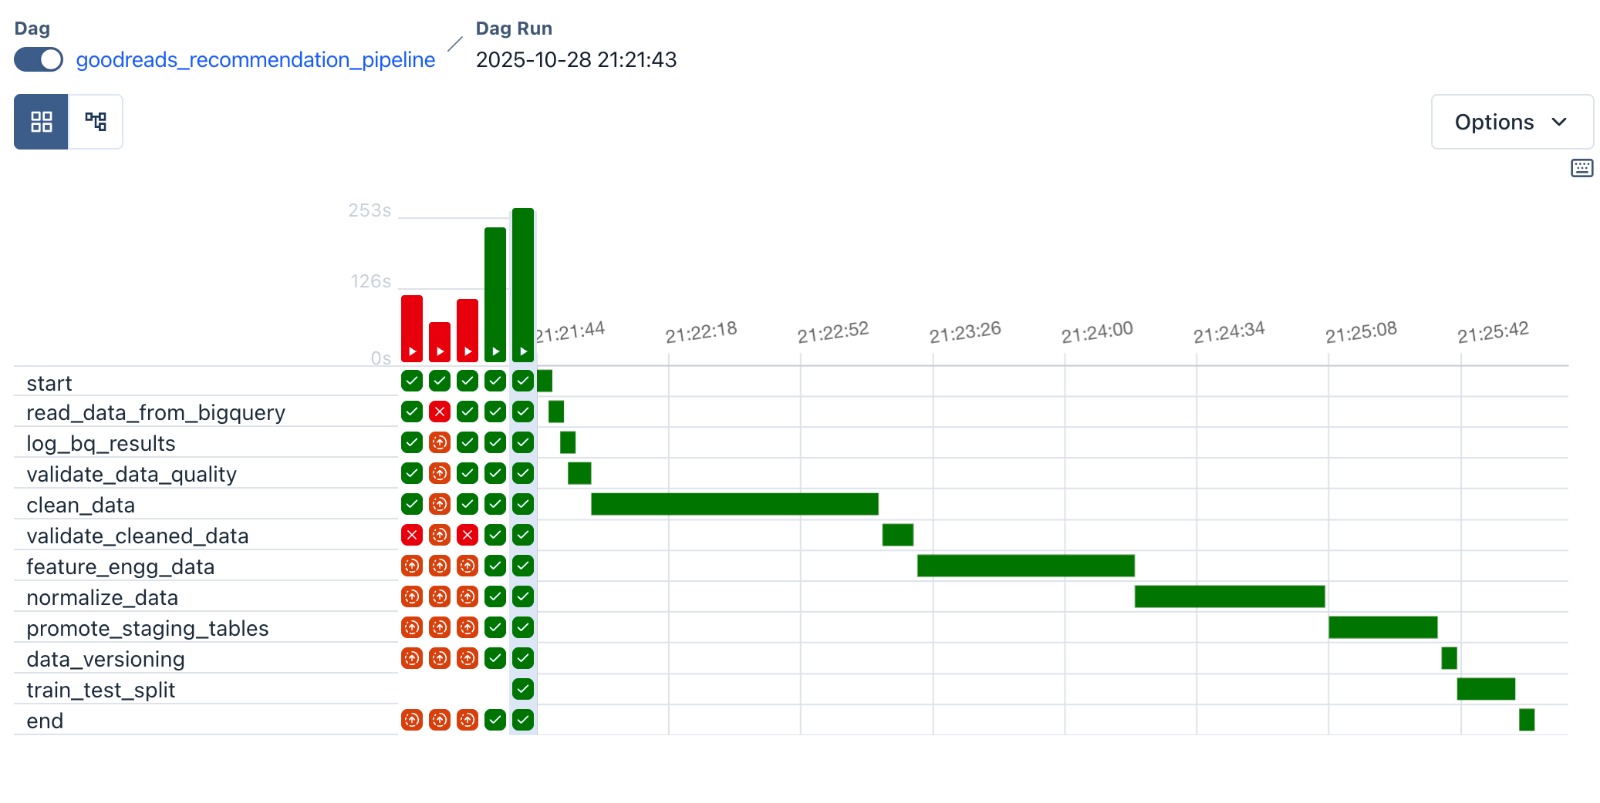 Dag
goodreads_recommendation_pipeline
Dag Run
2025-10-28 21:21:43
Options
253s
126s
0s
21:21:44 21:22:18 21:22:52 21:23:26 21:24:00 21:24:34 21:25:08 21:25:42
start
read_data_from_bigquery
log_bq_results
validate_data_quality
clean_data
validate_cleaned_data
feature_engg_data
normalize_data
promote_staging_tables
data_versioning
train_test_split
end